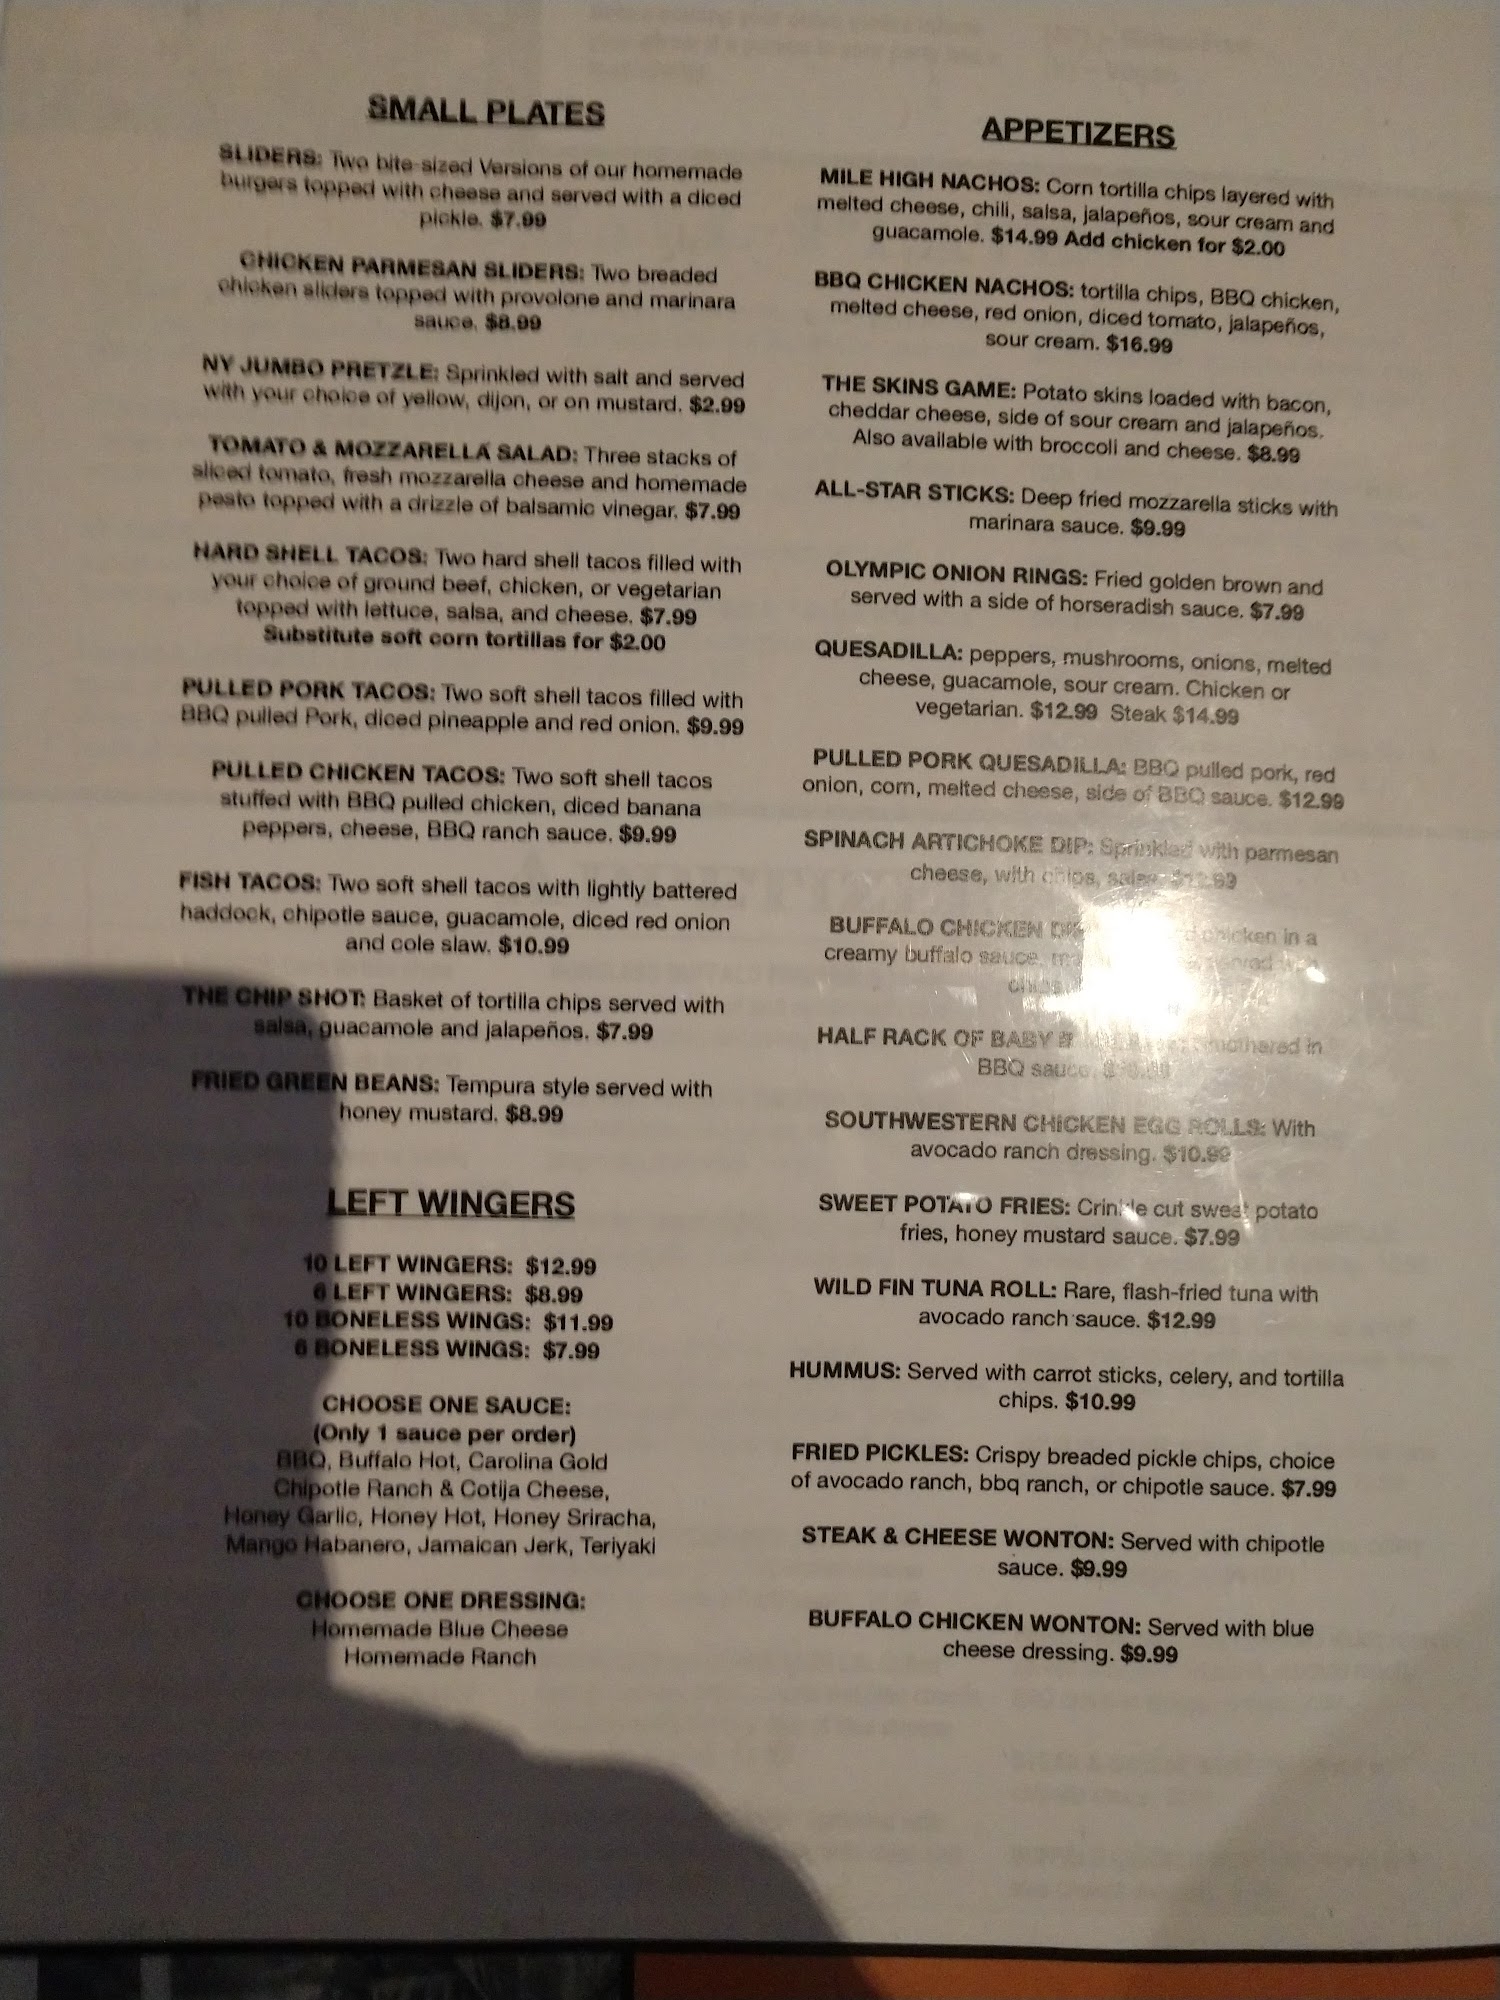 SMALL PLATES
SLIDERS: Two bite-sized Versions of our homemade
burgers topped with cheese and served with a diced
pickle. $7.99
CHICKEN PARMESAN SLIDERS: Two breaded
chicken sliders topped with provolone and marinara
sauce. $8.99
NY JUMBO PRETZLE: Sprinkled with salt and served
with your choice of yellow, dijon, or on mustard. $2.99
TOMATO & MOZZARELLA SALAD: Three stacks of
sliced tomato, fresh mozzarella cheese and homemade
pesto topped with a drizzle of balsamic vinegar. $7.99
HARD SHELL TACOS: Two hard shell tacos filled with
your choice of ground beef, chicken, or vegetarian
topped with lettuce, salsa, and cheese. $7.99
Substitute soft corn tortillas for $2.00
PULLED PORK TACOS: Two soft shell tacos filled with
BBQ pulled Pork, diced pineapple and red onion. $9.99
PULLED CHICKEN TACOS: Two soft shell tacos
stuffed with BBQ pulled chicken, diced banana
peppers, cheese, BBQ ranch sauce. $9.99
FISH TACOS: Two soft shell tacos with lightly battered
haddock, chipotle sauce, guacamole, diced red onion
and cole slaw. $10.99
THE CHIP SHOT: Basket of tortilla chips served with
salsa, guacamole and jalapeños. $7.99
FRIED GREEN BEANS: Tempura style served with
honey mustard. $8.99
LEFT WINGERS
10 LEFT WINGERS: $12.99
6 LEFT WINGERS: $8.99
10 BONELESS WINGS: $11.99
6 BONELESS WINGS: $7.99
CHOOSE ONE SAUCE:
(Only 1 sauce per order)
BBQ, Buffalo Hot, Carolina Gold
Chipotle Ranch & Cotija Cheese,
Honey Garlic, Honey Hot, Honey Sriracha,
Mango Habanero, Jamaican Jerk, Teriyaki
CHOOSE ONE DRESSING:
Homemade Blue Cheese
Homemade Ranch
APPETIZERS
MILE HIGH NACHOS: Corn tortilla chips layered with
melted cheese, chili, salsa, jalapeños, sour cream and
guacamole. $14.99 Add chicken for $2.00
BBQ CHICKEN NACHOS: tortilla chips, BBQ chicken,
melted cheese, red onion, diced tomato, jalapeños,
sour cream. $16.99
THE SKINS GAME: Potato skins loaded with bacon,
cheddar cheese, side of sour cream and jalapeños.
Also available with broccoli and cheese. $8.99
ALL-STAR STICKS: Deep fried mozzarella sticks with
marinara sauce. $9.99
OLYMPIC ONION RINGS: Fried golden brown and
served with a side of horseradish sauce. $7.99
QUESADILLA: peppers, mushrooms, onions, melted
cheese, guacamole, sour cream. Chicken or
vegetarian. $12.99 Steak $14.99
PULLED PORK QUESADILLA: BBQ pulled pork, red
onion, corn, melted cheese, side of BBQ sauce. $12.99
SPINACH ARTICHOKE DIP: Sprinkled with parmesan
cheese, with chips, salsa. $12.99
BUFFALO CHICKEN chicken in a
creamy buffalo sauce, served with
HALF RACK OF BABY smothered in
BBQ sauce.
SOUTHWESTERN CHICKEN EGG ROLLS: With
avocado ranch dressing. $10.99
SWEET POTATO FRIES: Crinkle cut sweet potato
fries, honey mustard sauce. $7.99
WILD FIN TUNA ROLL: Rare, flash-fried tuna with
avocado ranch sauce. $12.99
HUMMUS: Served with carrot sticks, celery, and tortilla
chips. $10.99
FRIED PICKLES: Crispy breaded pickle chips, choice
of avocado ranch, bbq ranch, or chipotle sauce. $7.99
STEAK & CHEESE WONTON: Served with chipotle
sauce. $9.99
BUFFALO CHICKEN WONTON: Served with blue
cheese dressing. $9.99